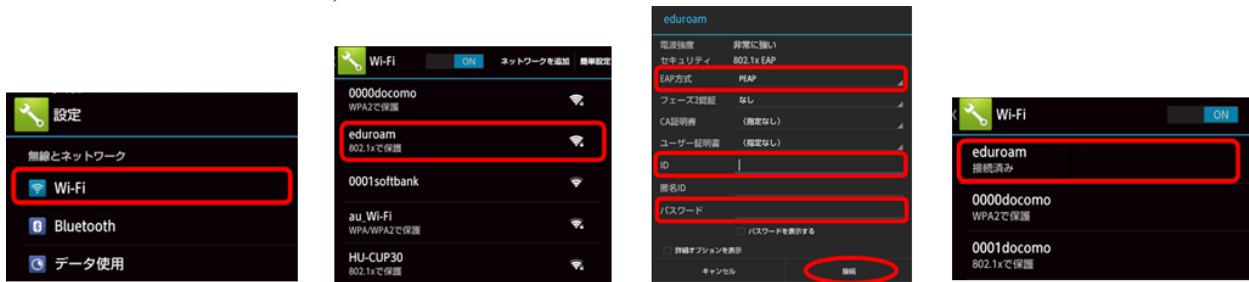 設定
無線とネットワーク
Wi-Fi
Bluetooth
データ使用
Wi-Fi ON ネットワークを追加 簡単設定
0000docomo
WPA2で保護
eduroam
802.1xで保護
0001softbank
au_Wi-Fi
WPA/WPA2で保護
HU-CUP30
802.1xで保護
eduroam
電波強度 非常に強い
セキュリティ 802.1x EAP
EAP方式 PEAP
フェーズ2認証 なし
CA証明書 (指定なし)
ユーザー証明書 (指定なし)
ID
匿名ID
パスワード
パスワードを表示する
詳細オプションを表示
キャンセル 接続
Wi-Fi ON
eduroam
接続済み
0000docomo
WPA2で保護
0001docomo
802.1xで保護